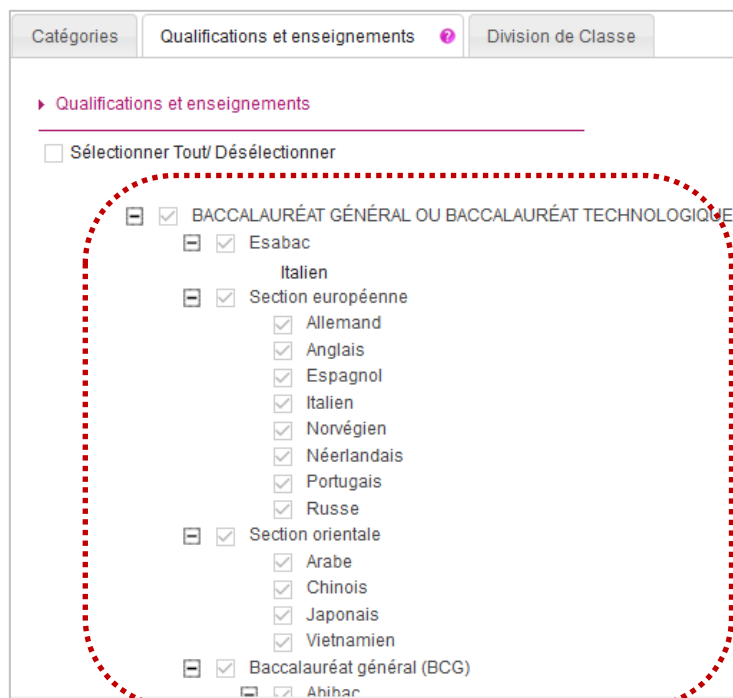 Catégories Qualifications et enseignements ? Division de Classe
Qualifications et enseignements
Sélectionner Tout/ Désélectionner
BACCALAURÉAT GÉNÉRAL OU BACCALAURÉAT TECHNOLOGIQUE
Esabac
Italien
Section européenne
Allemand
Anglais
Espagnol
Italien
Norvégien
Néerlandais
Portugais
Russe
Section orientale
Arabe
Chinois
Japonais
Vietnamien
Baccalauréat général (BCG)
Abibac